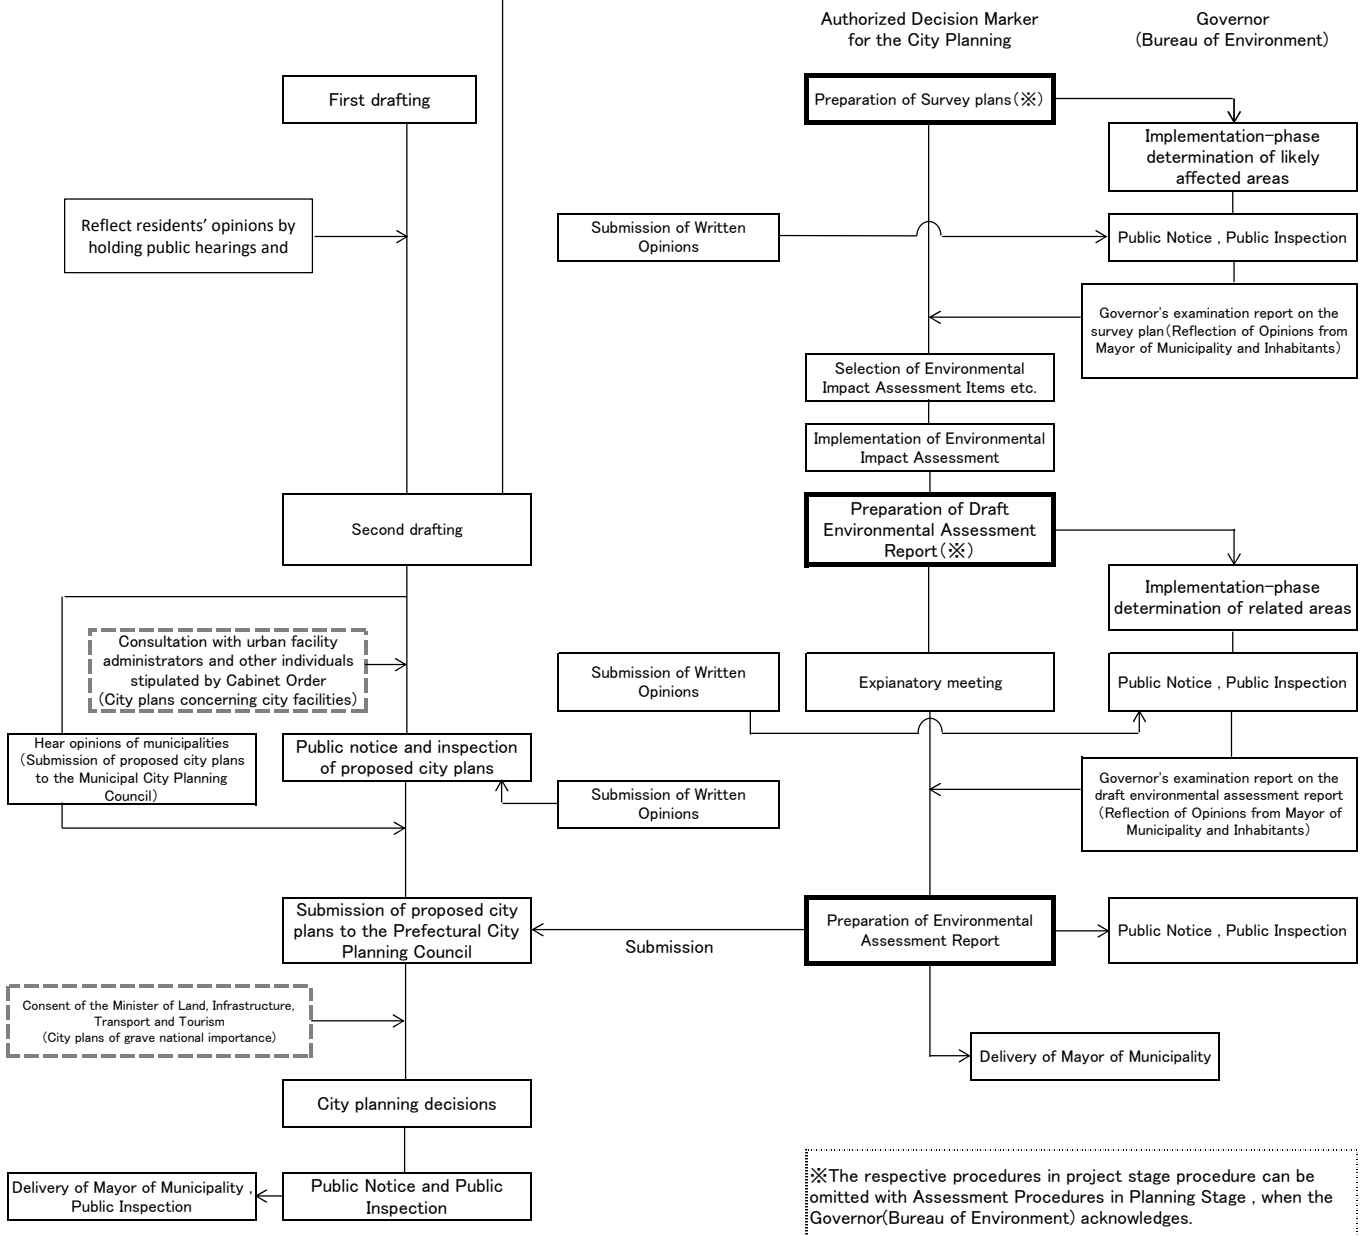 Authorized Decision Marker
for the City Planning
Governor
(Bureau of Environment)
First drafting
Preparation of Survey plans(※)
Implementation-phase
determination of likely
affected areas
Reflect residents' opinions by
holding public hearings and
Submission of Written
Opinions
Public Notice , Public Inspection
Governor's examination report on the
survey plan(Reflection of Opinions from
Mayor of Municipality and Inhabitants)
Selection of Environmental
Impact Assessment Items etc.
Implementation of Environmental
Impact Assessment
Second drafting
Preparation of Draft
Environmental Assessment
Report(※)
Implementation-phase
determination of related areas
Consultation with urban facility
administrators and other individuals
stipulated by Cabinet Order
(City plans concerning city facilities)
Submission of Written
Opinions
Expianatory meeting
Public Notice , Public Inspection
Hear opinions of municipalities
(Submission of proposed city plans
to the Municipal City Planning
Council)
Public notice and inspection
of proposed city plans
Submission of Written
Opinions
Governor's examination report on the
draft environmental assessment report
(Reflection of Opinions from Mayor of
Municipality and Inhabitants)
Submission of proposed city
plans to the Prefectural City
Planning Council
Submission
Preparation of Environmental
Assessment Report
Public Notice , Public Inspection
Consent of the Minister of Land, Infrastructure,
Transport and Tourism
(City plans of grave national importance)
Delivery of Mayor of Municipality
City planning decisions
Delivery of Mayor of Municipality ,
Public Inspection
Public Notice and Public
Inspection
※The respective procedures in project stage procedure can be
omitted with Assessment Procedures in Planning Stage , when the
Governor(Bureau of Environment) acknowledges.